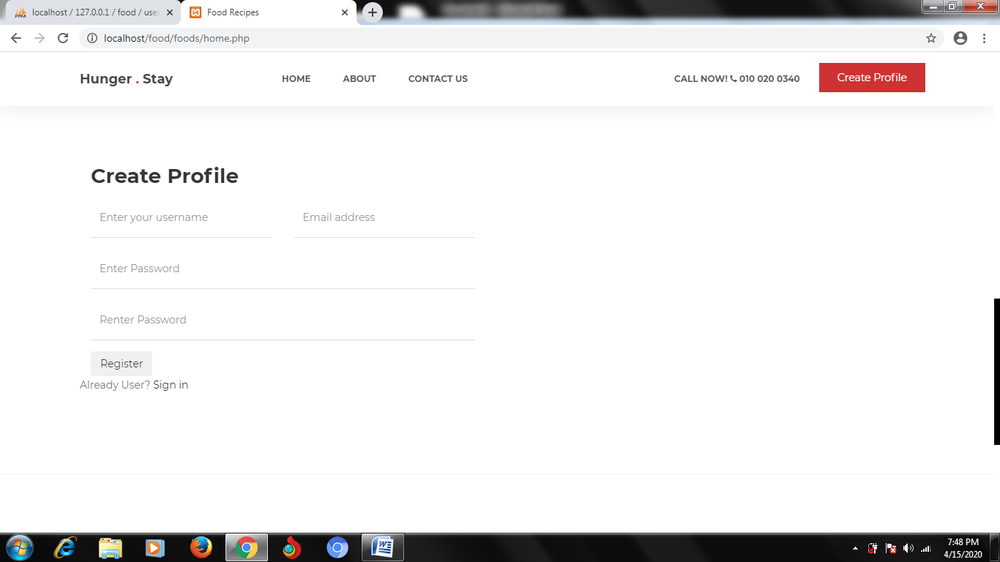 localhost / 127.0.0.1 / food / user
Food Recipes
localhost/food/foods/home.php
Hunger . Stay
HOME
ABOUT
CONTACT US
CALL NOW! 010 020 0340
Create Profile
Create Profile
Enter your username
Email address
Enter Password
Renter Password
Register
Already User? Sign in
7:48 PM
4/15/2020